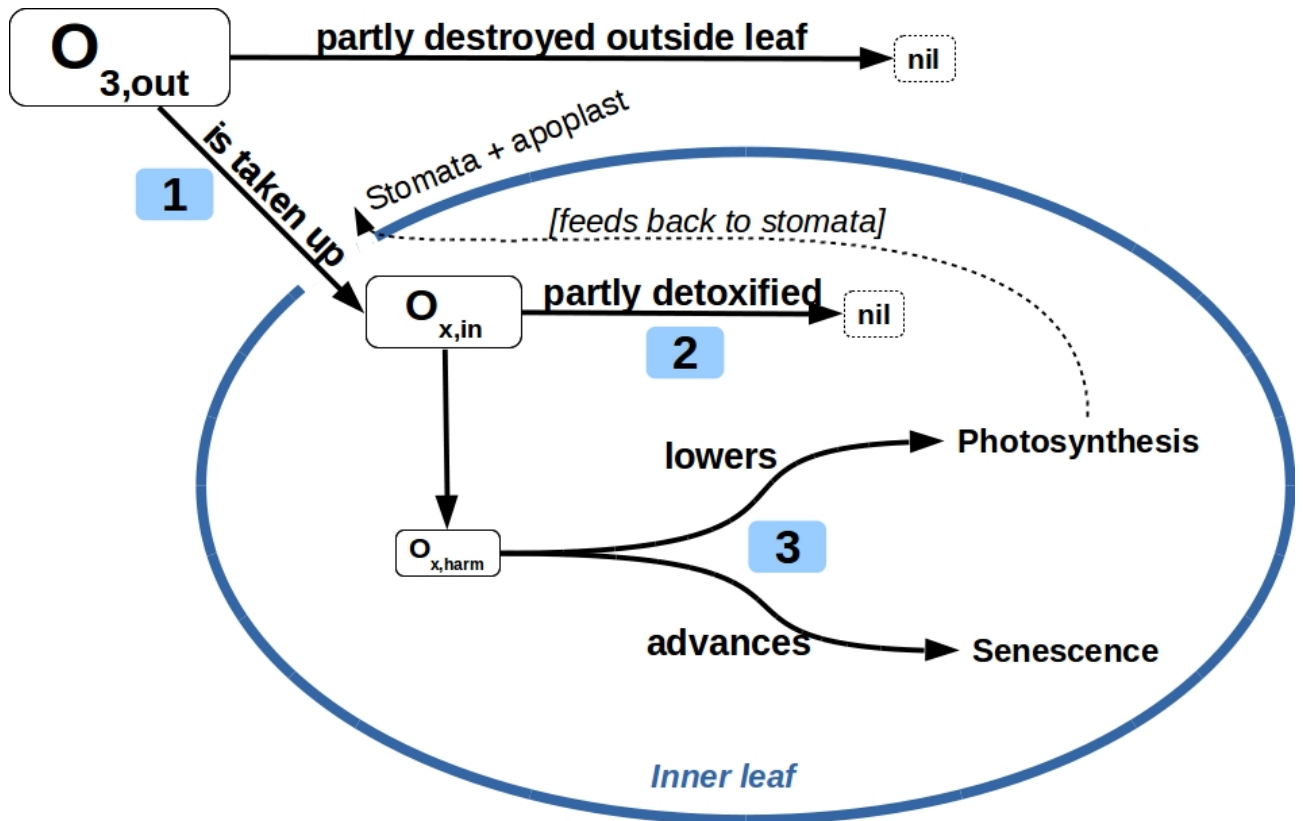 O3,out
partly destroyed outside leaf
nil
is taken up
1
Stomata + apoplast
[feeds back to stomata]
Ox,in
partly detoxified
nil
2
lowers
Photosynthesis
Ox,harm
3
advances
Senescence
Inner leaf